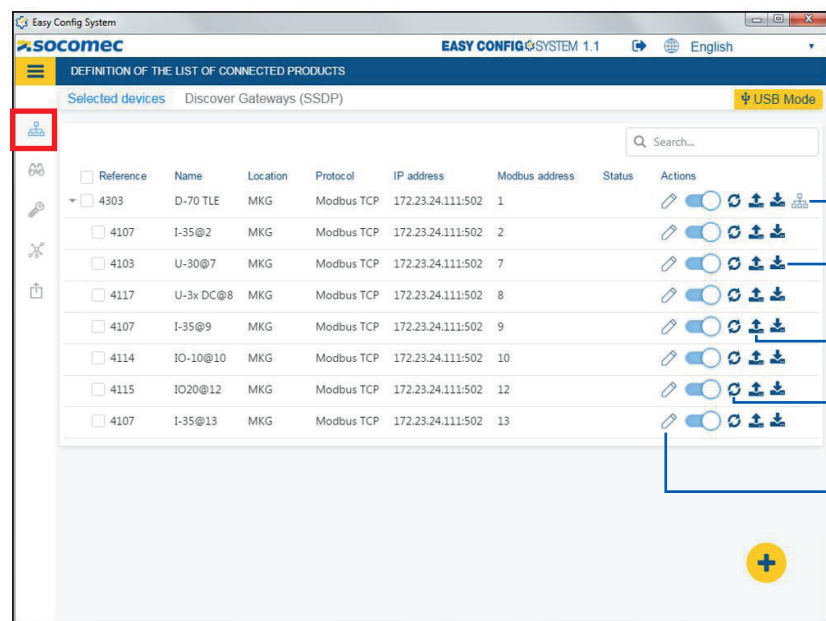 Easy Config System
socomec
EASY CONFIG SYSTEM 1.1 English
DEFINITION OF THE LIST OF CONNECTED PRODUCTS
Selected devices Discover Gateways (SSDP) USB Mode
Search...
Reference Name Location Protocol IP address Modbus address Status Actions
4303 D-70 TLE MKG Modbus TCP 172.23.24.111:502 1
4107 I-35@2 MKG Modbus TCP 172.23.24.111:502 2
4103 U-30@7 MKG Modbus TCP 172.23.24.111:502 7
4117 U-3x DC@8 MKG Modbus TCP 172.23.24.111:502 8
4107 I-35@9 MKG Modbus TCP 172.23.24.111:502 9
4114 IO-10@10 MKG Modbus TCP 172.23.24.111:502 10
4115 IO20@12 MKG Modbus TCP 172.23.24.111:502 12
4107 I-35@13 MKG Modbus TCP 172.23.24.111:502 13